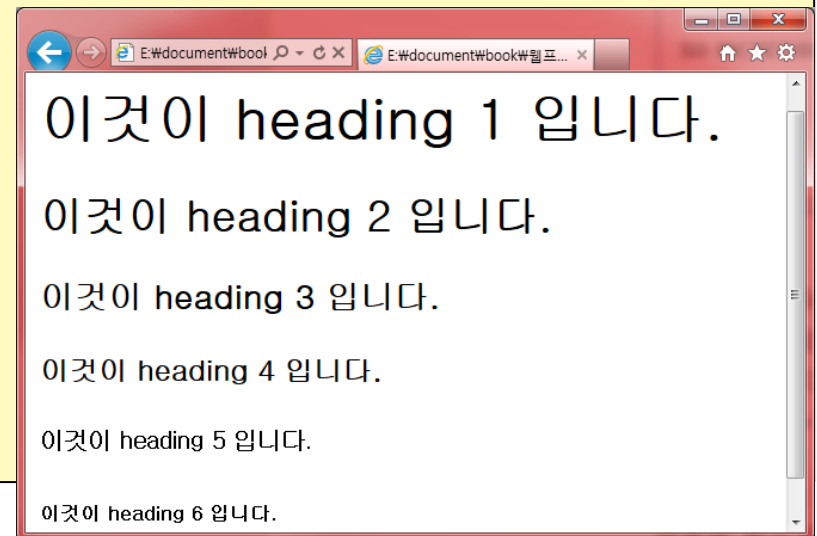 E:₩document₩book
E:₩document₩book₩웹프...
이것이 heading 1 입니다.
이것이 heading 2 입니다.
이것이 heading 3 입니다.
이것이 heading 4 입니다.
이것이 heading 5 입니다.
이것이 heading 6 입니다.